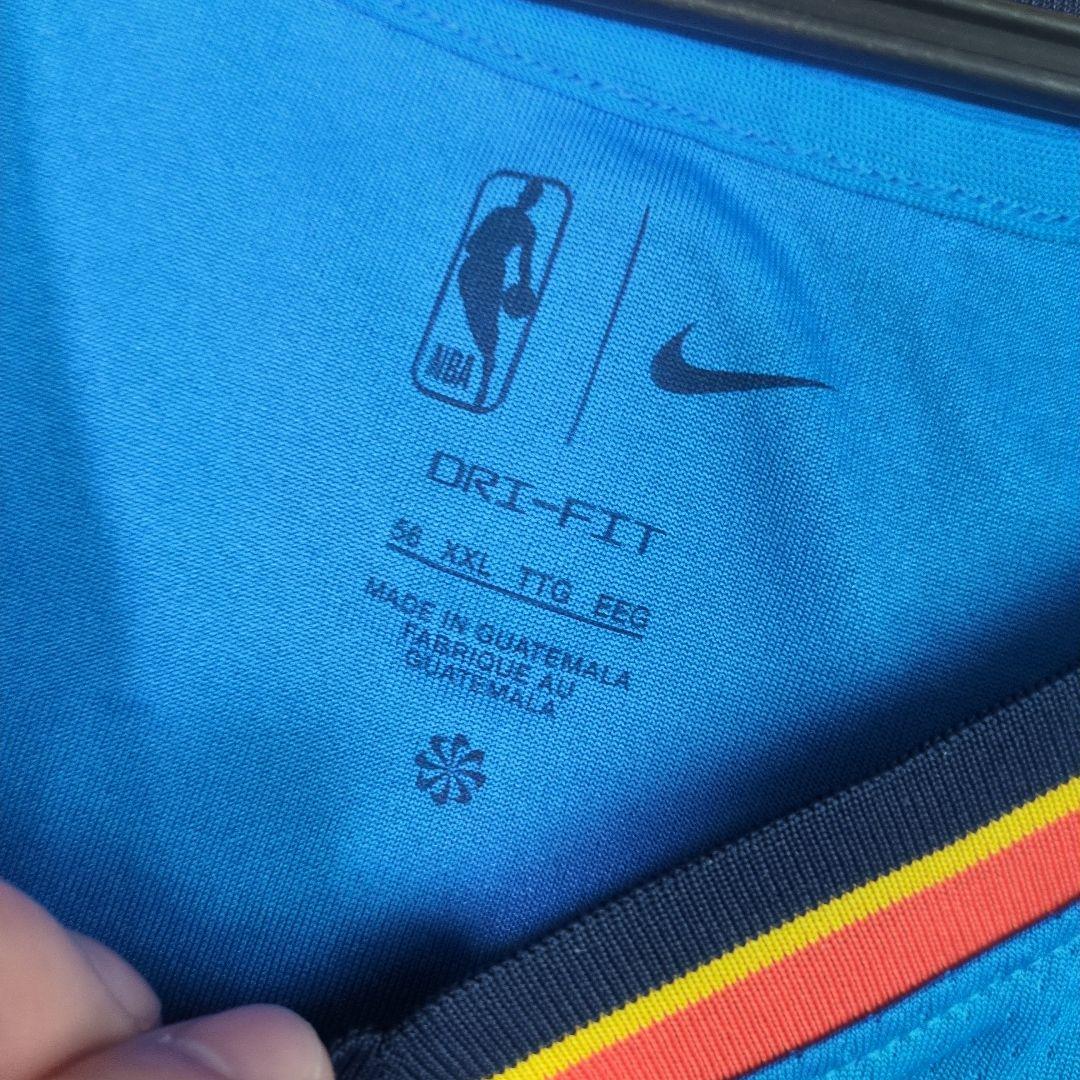 NBA
DRI-FIT
56 XXL TTG EEG
MADE IN GUATEMALA
FABRIQUE AU
GUATEMALA